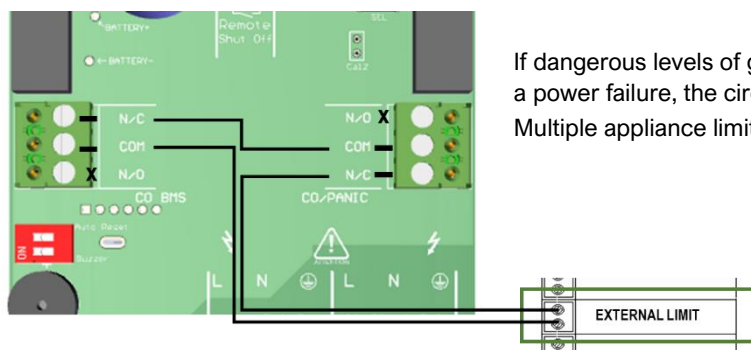 BATTERY+
Remote
Shut Off
SEL
<- BATTERY-
Cal2
If dangerous levels of g
a power failure, the circ
Multiple appliance limit
N/C
COM
N/O
N/O X
COM
N/C
X
CO BMS
CO/PANIC
Auto Reset
Buzzer
ON
ATTENTION
L N L N
EXTERNAL LIMIT